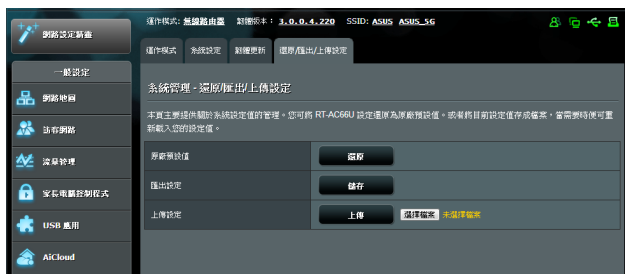 運作模式: 無線路由器 韌體版本: 3.0.0.4.220 SSID: ASUS ASUS_5G
網路設定精靈
運作模式 系統設定 韌體更新 還原/匯出/上傳設定
一般設定
網路地圖
訪客網路
流量管理
家長電腦控制程式
USB 應用
AiCloud
系統管理 - 還原/匯出/上傳設定
本頁主要提供關於系統設定值的管理。您可將 RT-AC66U 設定還原為原廠預設值。或者將目前設定值存成檔案,當需要時便可重
新載入您的設定值。
原廠預設值 還原
匯出設定 儲存
上傳設定 上傳 選擇檔案 未選擇檔案